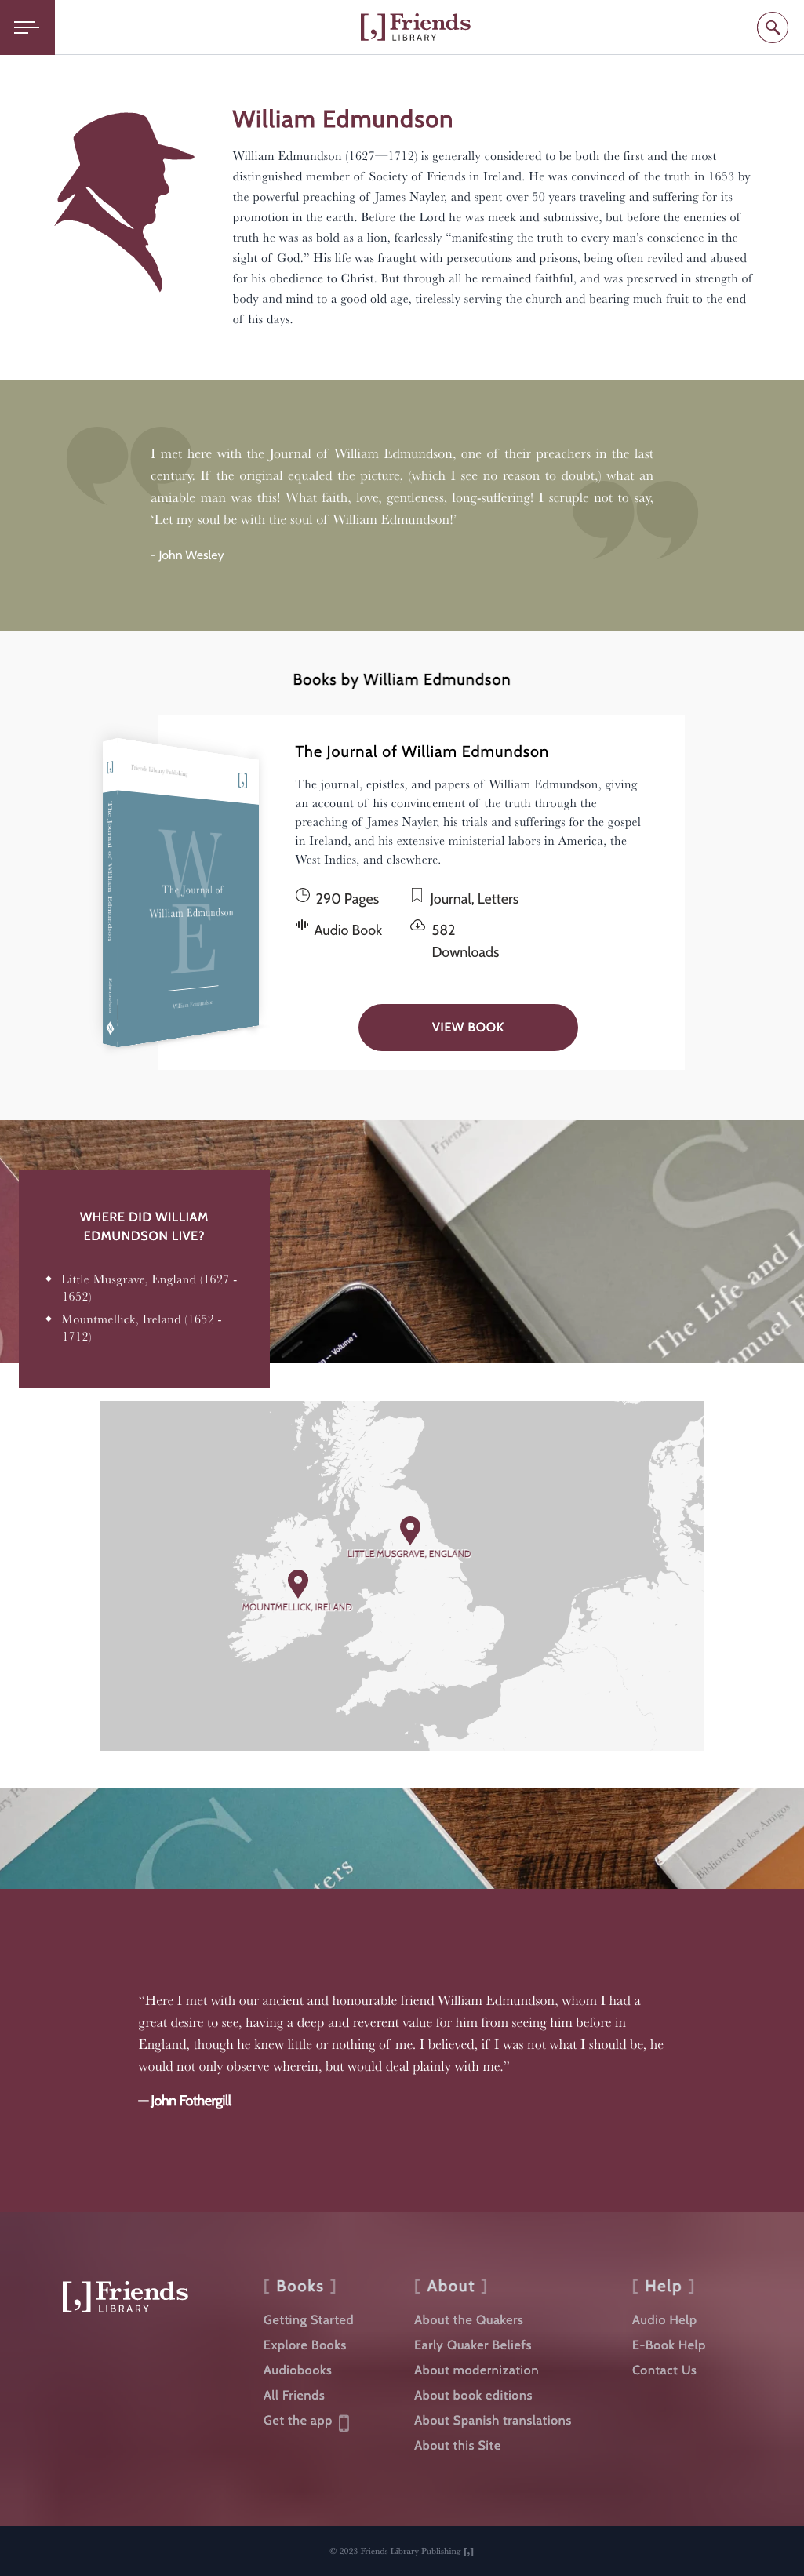 [,] Friends
LIBRARY
William Edmundson
William Edmundson (1627—1712) is generally considered to be both the first and the most
distinguished member of Society of Friends in Ireland. He was convinced of the truth in 1653 by
the powerful preaching of James Nayler, and spent over 50 years traveling and suffering for its
promotion in the earth. Before the Lord he was meek and submissive, but before the enemies of
truth he was as bold as a lion, fearlessly “manifesting the truth to every man’s conscience in the
sight of God.” His life was fraught with persecutions and prisons, being often reviled and abused
for his obedience to Christ. But through all he remained faithful, and was preserved in strength of
body and mind to a good old age, tirelessly serving the church and bearing much fruit to the end
of his days.
I met here with the Journal of William Edmundson, one of their preachers in the last
century. If the original equaled the picture, (which I see no reason to doubt,) what an
amiable man was this! What faith, love, gentleness, long-suffering! I scruple not to say,
‘Let my soul be with the soul of William Edmundson!’
- John Wesley
Books by William Edmundson
[,]
Friends Library Publishing
[,]
The Journal of William Edmundson
Edmundson
WE
The Journal of
William Edmundson
William Edmundson
The Journal of William Edmundson
The journal, epistles, and papers of William Edmundson, giving
an account of his convincement of the truth through the
preaching of James Nayler, his trials and sufferings for the gospel
in Ireland, and his extensive ministerial labors in America, the
West Indies, and elsewhere.
290 Pages
Journal, Letters
Audio Book
582
Downloads
VIEW BOOK
Friends
S
The Life and
Samuel
Volume 1
WHERE DID WILLIAM
EDMUNDSON LIVE?
Little Musgrave, England (1627 -
1652)
Mountmellick, Ireland (1652 -
1712)
LITTLE MUSGRAVE, ENGLAND
MOUNTMELLICK, IRELAND
C
Biblioteca de los Amigos
“Here I met with our ancient and honourable friend William Edmundson, whom I had a
great desire to see, having a deep and reverent value for him from seeing him before in
England, though he knew little or nothing of me. I believed, if I was not what I should be, he
would not only observe wherein, but would deal plainly with me.”
— John Fothergill
[,] Friends
LIBRARY
[ Books ]
Getting Started
Explore Books
Audiobooks
All Friends
Get the app
[ About ]
About the Quakers
Early Quaker Beliefs
About modernization
About book editions
About Spanish translations
About this Site
[ Help ]
Audio Help
E-Book Help
Contact Us
© 2023 Friends Library Publishing [,]